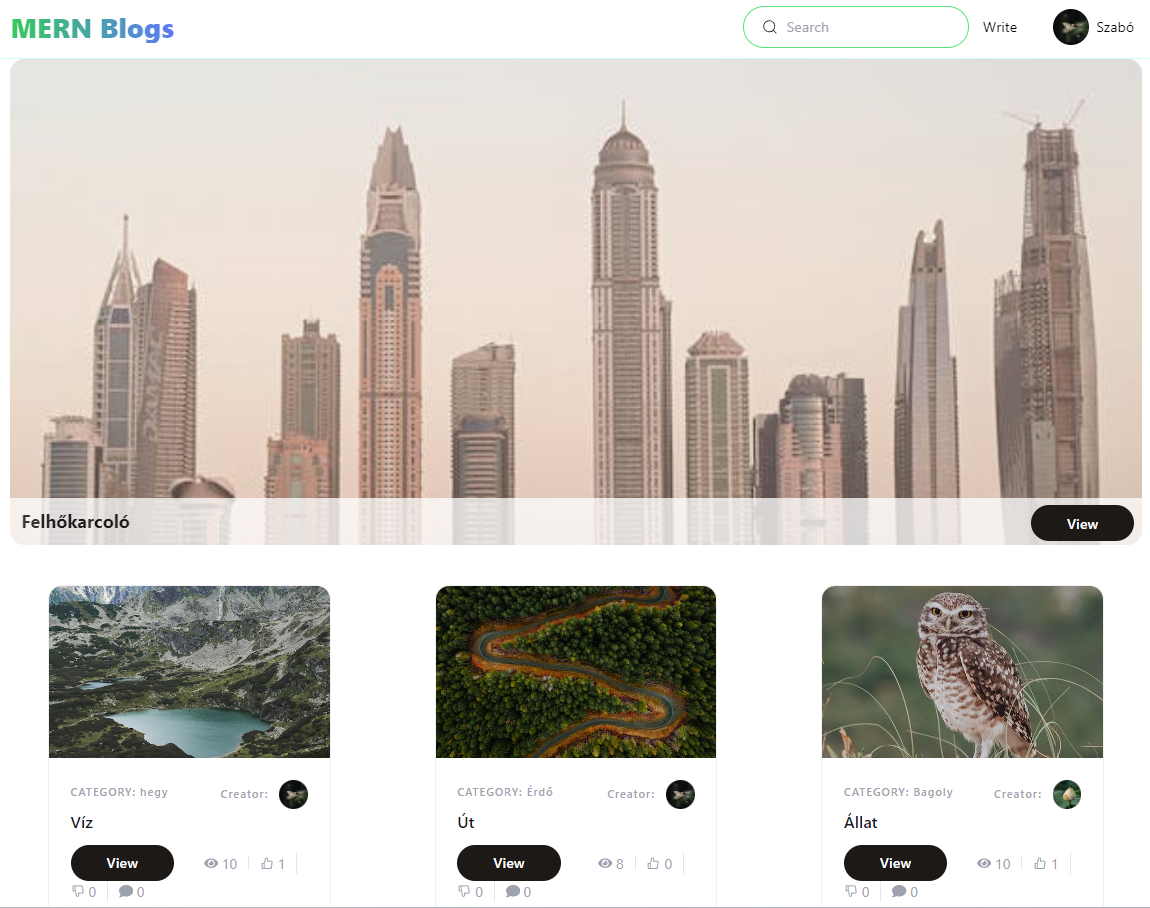 MERN Blogs
Search
Write
Szabó
DAMAC
Felhőkarcoló
View
CATEGORY: hegy
Creator:
Víz
View
10
1
0
0
CATEGORY: Érdő
Creator:
Út
View
8
0
0
0
CATEGORY: Bagoly
Creator:
Állat
View
10
1
0
0